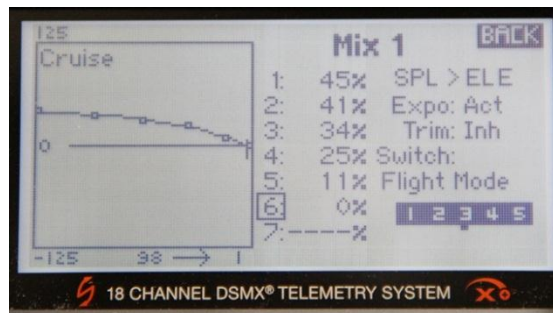 125
BACK
Mix 1
Cruise
1: 45% SPL > ELE
2: 41% Expo: Act
3: 34% Trim: Inh
0
4: 25% Switch:
5: 11% Flight Mode
6: 0% 1 2 3 4 5
7:----%
-125 98 → 1
18 CHANNEL DSMX® TELEMETRY SYSTEM